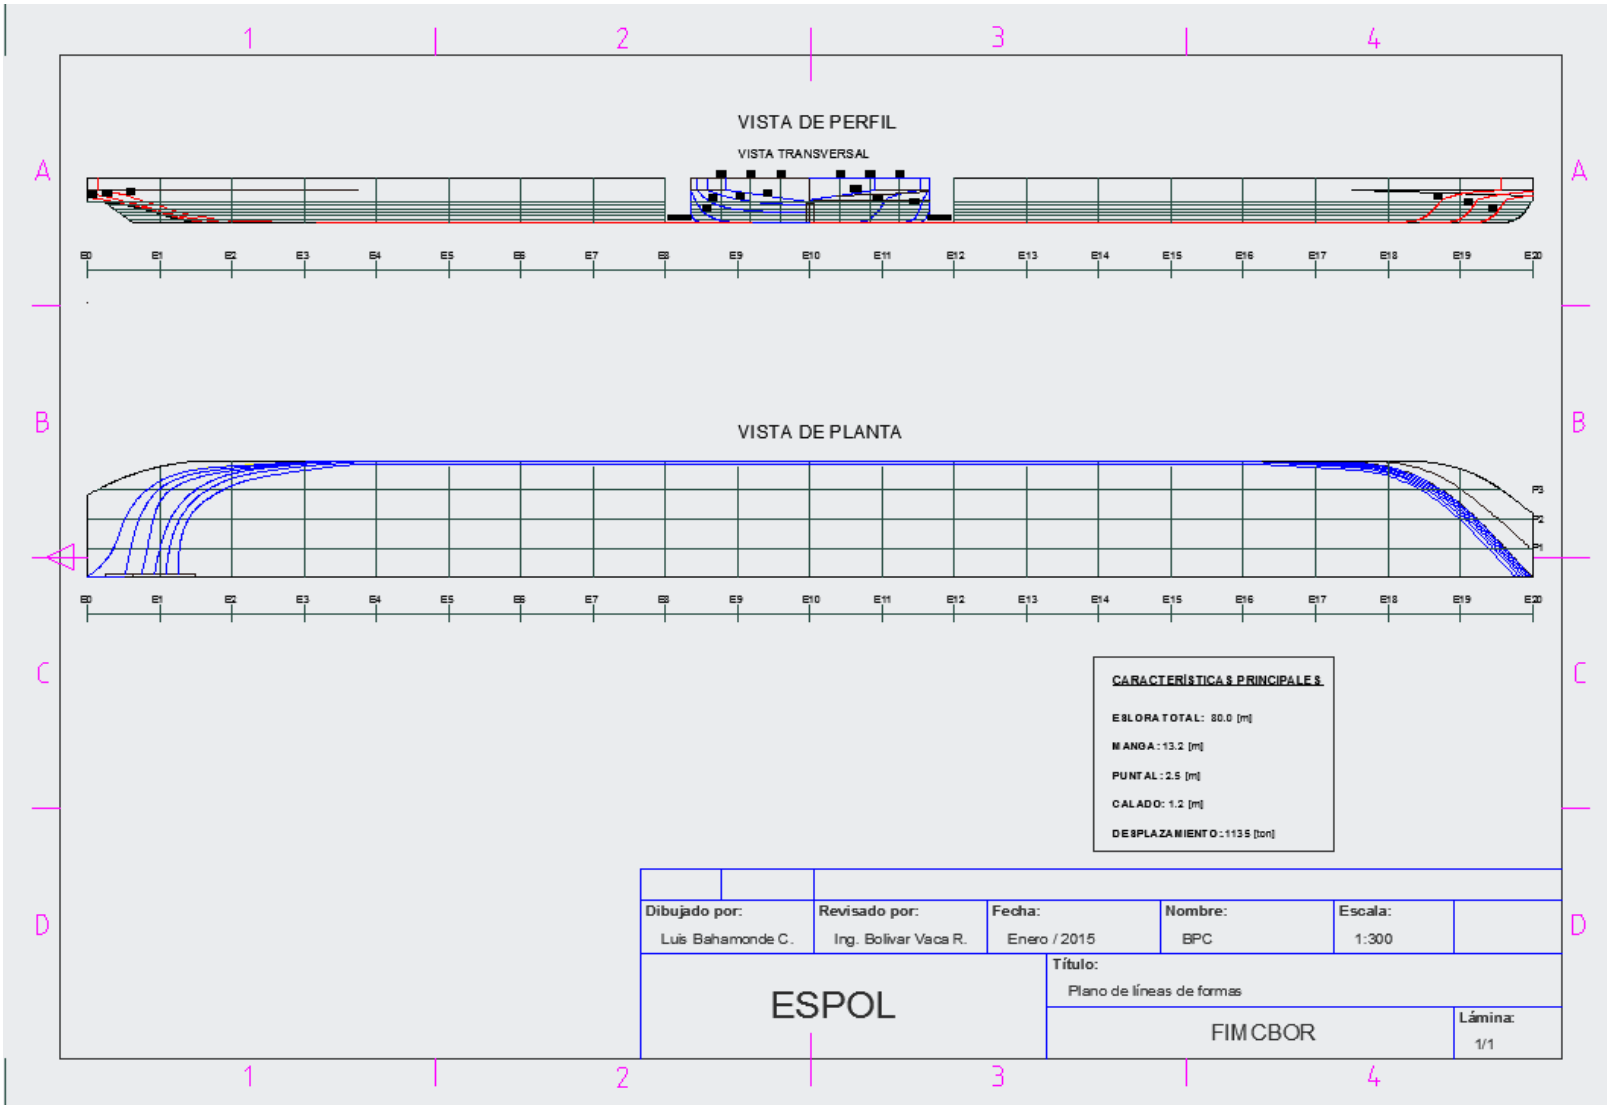 1 2 3 4
VISTA DE PERFIL
VISTA TRANSVERSAL
A A
E0 E1 E2 E3 E4 E5 E6 E7 E8 E9 E10 E11 E12 E13 E14 E15 E16 E17 E18 E19 E20
B B
VISTA DE PLANTA
P3
P2
P1
E0 E1 E2 E3 E4 E5 E6 E7 E8 E9 E10 E11 E12 E13 E14 E15 E16 E17 E18 E19 E20
C C
CARACTERÍSTICAS PRINCIPALES
ESLORA TOTAL: 80.0 [m]
MANGA: 13.2 [m]
PUNTAL: 2.5 [m]
CALADO: 1.2 [m]
DESPLAZAMIENTO: 1135 [ton]
D D
Dibujado por: Revisado por: Fecha: Nombre: Escala:
Luis Bahamonde C. Ing. Bolivar Vaca R. Enero / 2015 BPC 1:300
Título:
Plano de líneas de formas
ESPOL
FIMCBOR
Lámina:
1/1
1 2 3 4